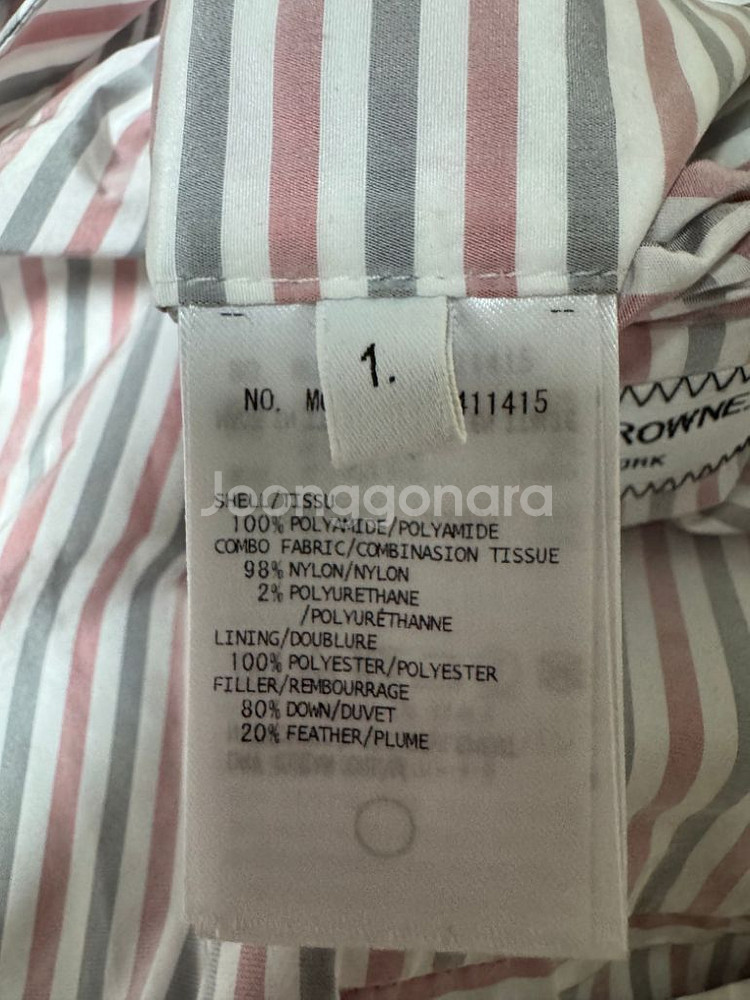 1.
NO. M 411415
ROWNE.
ORK
Joonggonara
SHELL/TISSU
100% POLYAMIDE/POLYAMIDE
COMBO FABRIC/COMBINASION TISSUE
98% NYLON/NYLON
2% POLYURETHANE
/POLYURÉTHANNE
LINING/DOUBLURE
100% POLYESTER/POLYESTER
FILLER/REMBOURRAGE
80% DOWN/DUVET
20% FEATHER/PLUME